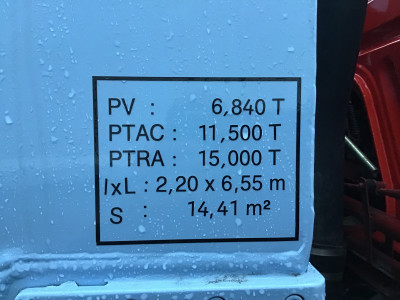 PV : 6,840 T
PTAC : 11,500 T
PTRA : 15,000 T
lxL : 2,20 x 6,55 m
S : 14,41 m²